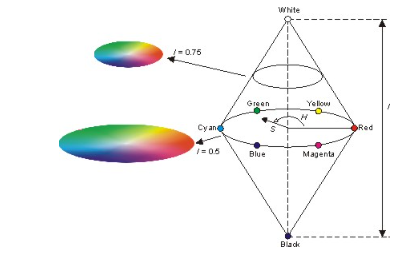 White
I = 0.75
Green
Yellow
H
S
Cyan
Red
I = 0.5
Blue
Magenta
Black
I